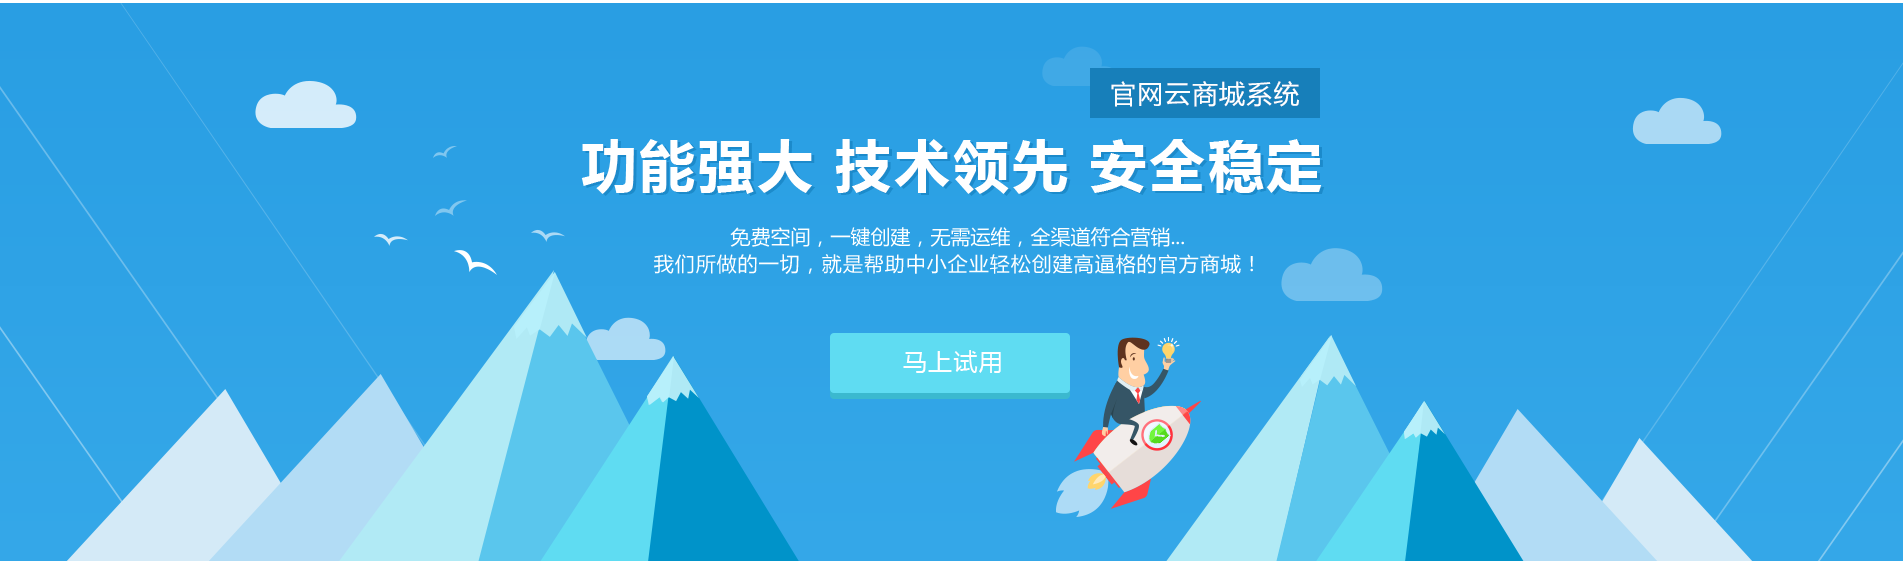 官网云商城系统
功能强大 技术领先 安全稳定
免费空间，一键创建，无需运维，全渠道符合营销...
我们所做的一切，就是帮助中小企业轻松创建高逼格的官方商城！
马上试用